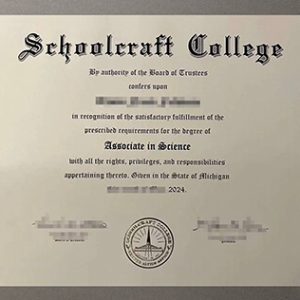 Schoolcraft College
By authority of the Board of Trustees
confers upon
in recognition of the satisfactory fulfillment of the
prescribed requirements for the degree of
Associate in Science
with all the rights, privileges, and responsibilities
appertaining thereto. Given in the State of Michigan
2024.
SCHOOLCRAFT COLLEGE